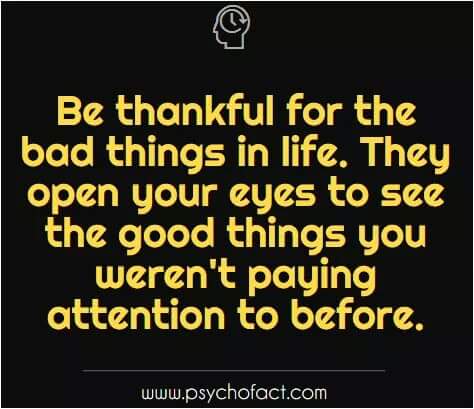 Be thankful for the
bad things in life. They
open your eyes to see
the good things you
weren't paying
attention to before.
www.psychofact.com